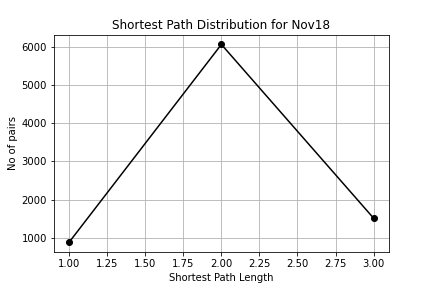 Shortest Path Distribution for Nov18
No of pairs
6000
5000
4000
3000
2000
1000
1.00 1.25 1.50 1.75 2.00 2.25 2.50 2.75 3.00
Shortest Path Length